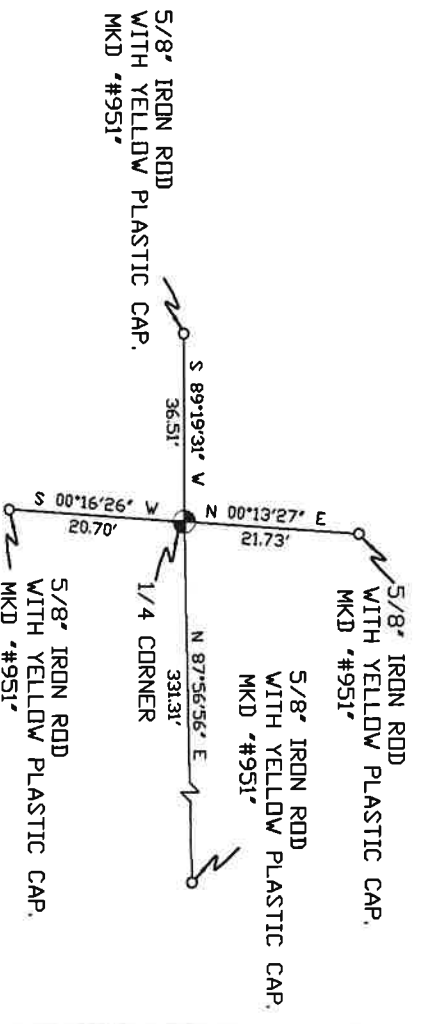 5/8" IRON ROD
WITH YELLOW PLASTIC CAP.
MKD "#951"
5/8" IRON ROD
WITH YELLOW PLASTIC CAP.
MKD "#951"
N 00°13'27" E
21.73'
S 89°19'31" W
36.51'
5/8" IRON ROD
WITH YELLOW PLASTIC CAP.
MKD "#951"
N 87°56'56" E
331.31'
1/4 CORNER
S 00°16'26" W
20.70'
5/8" IRON ROD
WITH YELLOW PLASTIC CAP.
MKD "#951"